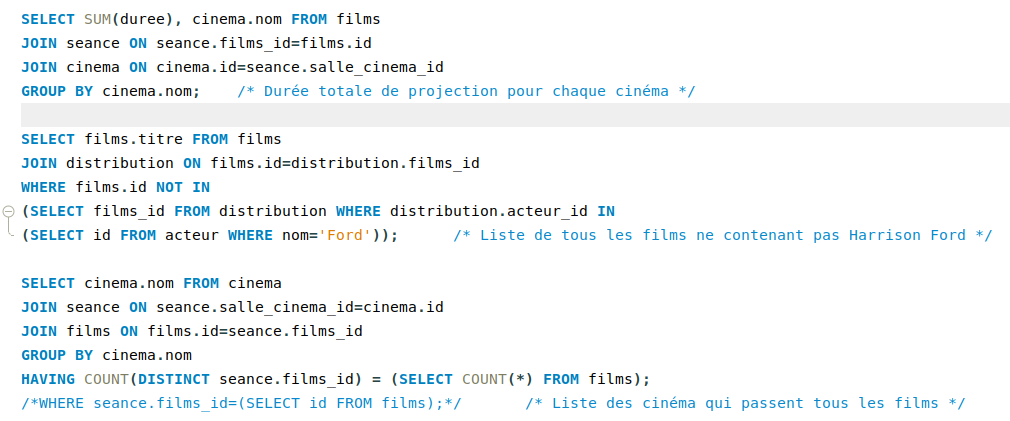 SELECT SUM(duree), cinema.nom FROM films
JOIN seance ON seance.films_id=films.id
JOIN cinema ON cinema.id=seance.salle_cinema_id
GROUP BY cinema.nom;    /* Durée totale de projection pour chaque cinéma */
SELECT films.titre FROM films
JOIN distribution ON films.id=distribution.films_id
WHERE films.id NOT IN
(SELECT films_id FROM distribution WHERE distribution.acteur_id IN
(SELECT id FROM acteur WHERE nom='Ford'));      /* Liste de tous les films ne contenant pas Harrison Ford */
SELECT cinema.nom FROM cinema
JOIN seance ON seance.salle_cinema_id=cinema.id
JOIN films ON films.id=seance.films_id
GROUP BY cinema.nom
HAVING COUNT(DISTINCT seance.films_id) = (SELECT COUNT(*) FROM films);
/*WHERE seance.films_id=(SELECT id FROM films);*/       /* Liste des cinéma qui passent tous les films */